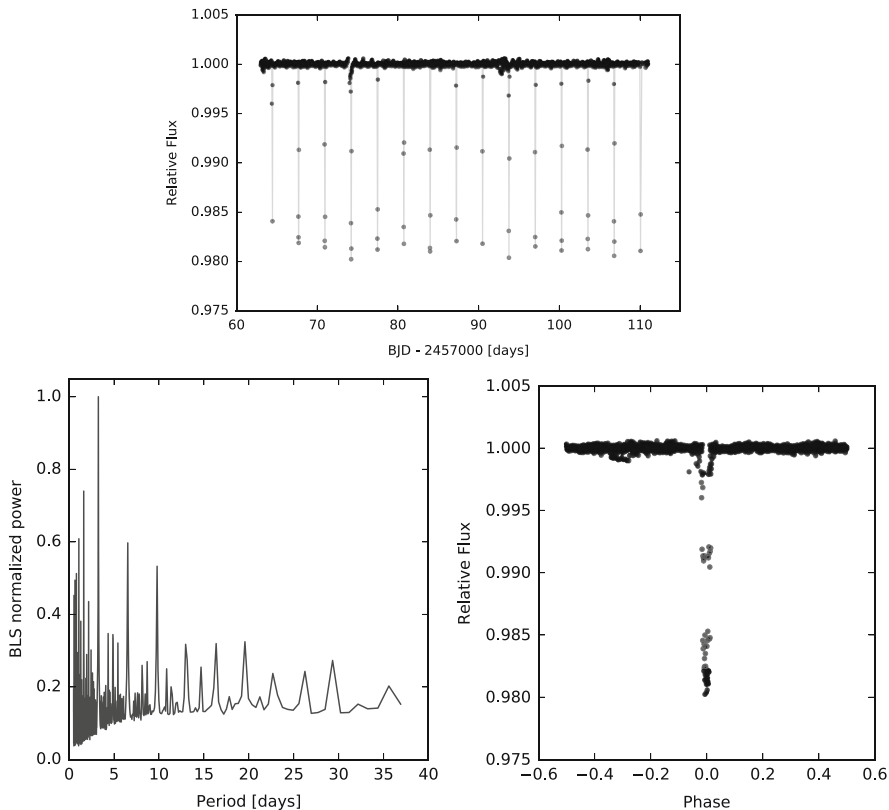 1.005
1.000
0.995
0.990
0.985
0.980
0.975
Relative Flux
60 70 80 90 100 110
BJD - 2457000 [days]
1.0
0.8
0.6
0.4
0.2
0.0
BLS normalized power
0 5 10 15 20 25 30 35 40
Period [days]
1.005
1.000
0.995
0.990
0.985
0.980
0.975
Relative Flux
−0.6 −0.4 −0.2 0.0 0.2 0.4 0.6
Phase